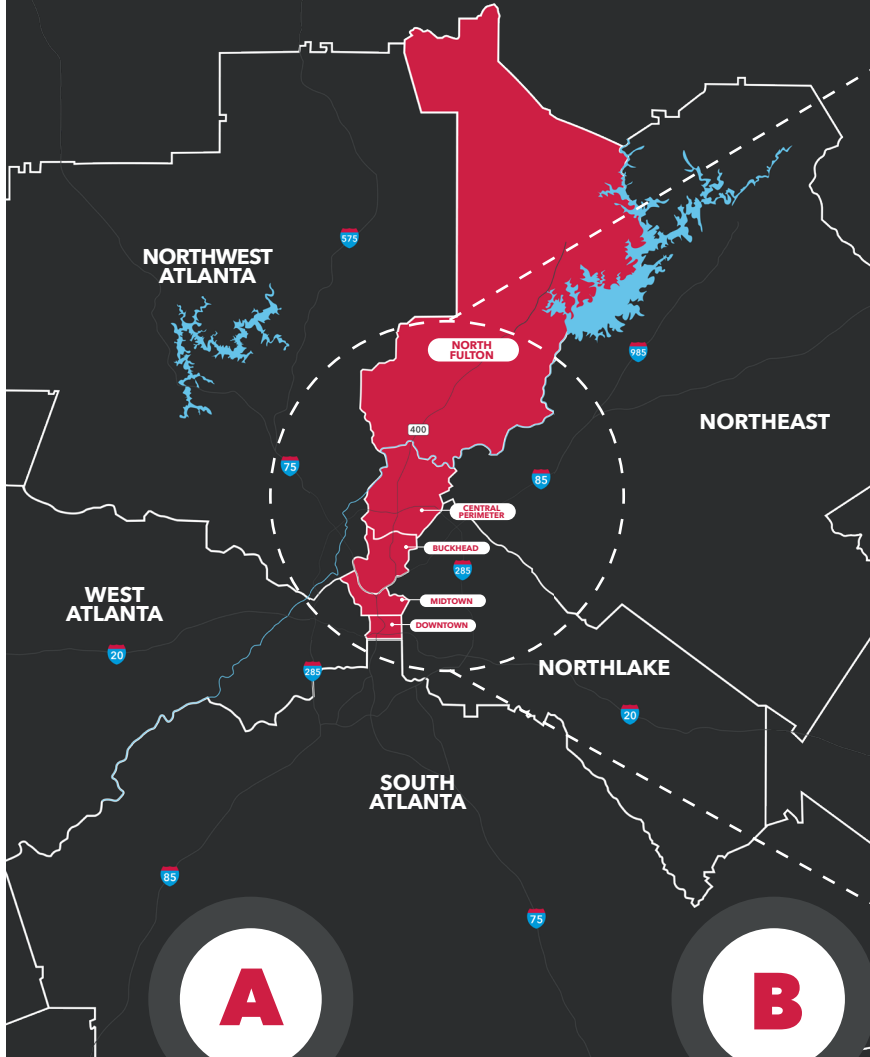 575
NORTHWEST
ATLANTA
NORTH
FULTON
985
NORTHEAST
400
75
85
CENTRAL
PERIMETER
BUCKHEAD
285
WEST
ATLANTA
MIDTOWN
DOWNTOWN
20
285
NORTHLAKE
20
SOUTH
ATLANTA
85
75
A
B